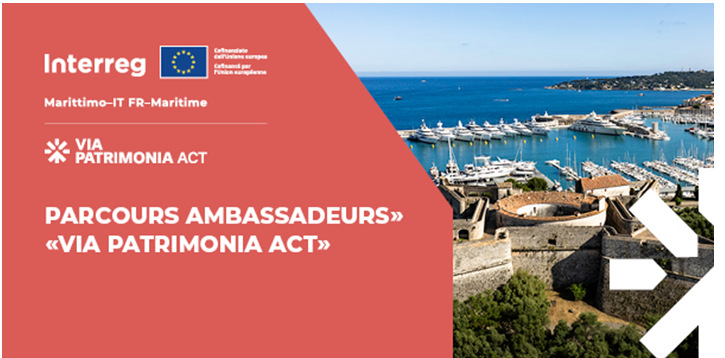 Interreg
Cofinanziato
dall'Unione europea
Cofinancé par
l'Union européenne
Marittimo–IT FR–Maritime
VIA
PATRIMONIA ACT
PARCOURS AMBASSADEURS»
«VIA PATRIMONIA ACT»